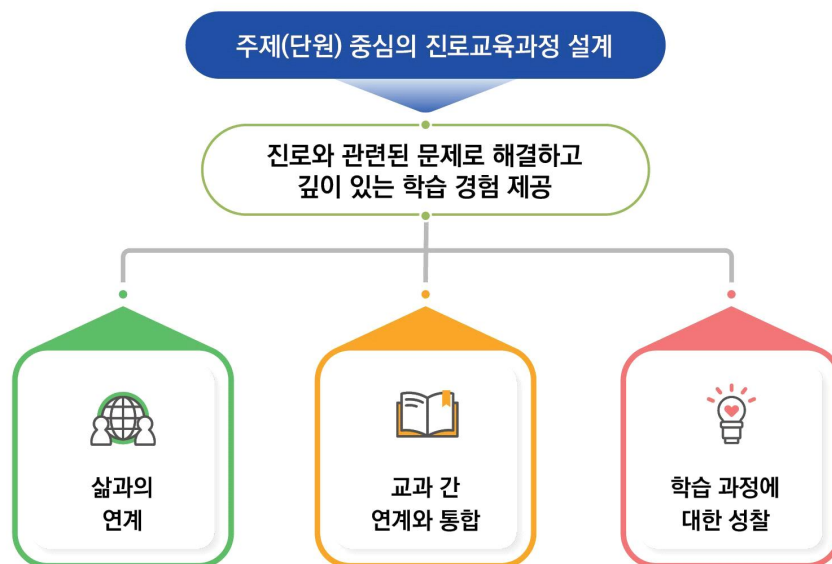 주제(단원) 중심의 진로교육과정 설계
진로와 관련된 문제로 해결하고
깊이 있는 학습 경험 제공
삶과의
연계
교과 간
연계와 통합
학습 과정에
대한 성찰